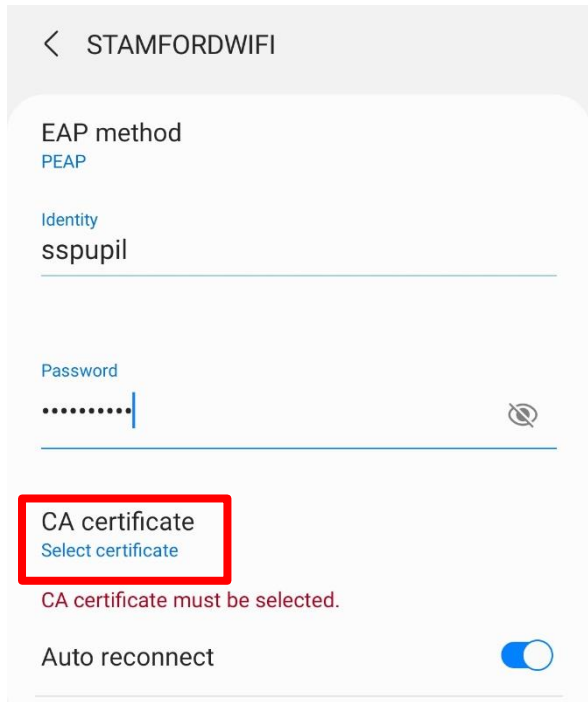 STAMFORDWIFI
EAP method
PEAP
Identity
sspupil
Password
••••••••••
CA certificate
Select certificate
CA certificate must be selected.
Auto reconnect